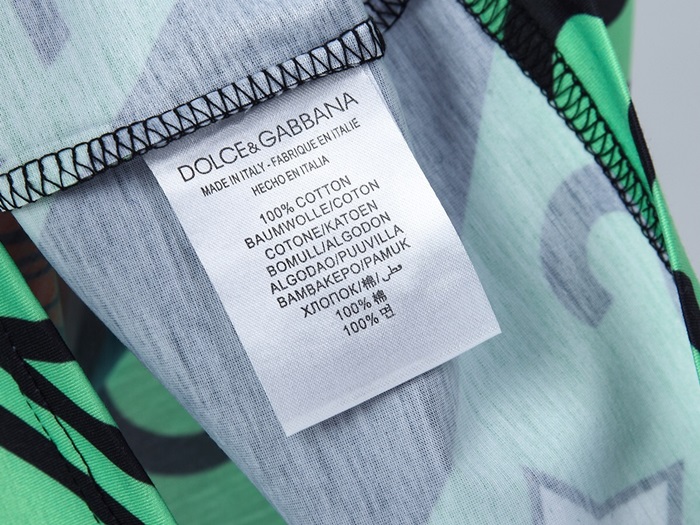 DOLCE&GABBANA
MADE IN ITALY - FABRIQUE EN ITALIE
HECHO EN ITALIA
100% COTTON
BAUMWOLLE/COTON
COTONE/KATOEN
BOMULL/ALGODON
ALGODAO/PUUVILLA
BAMBAKEPO/PAMUK
ХЛОПОК/棉/قطن
100% 棉
100% 면